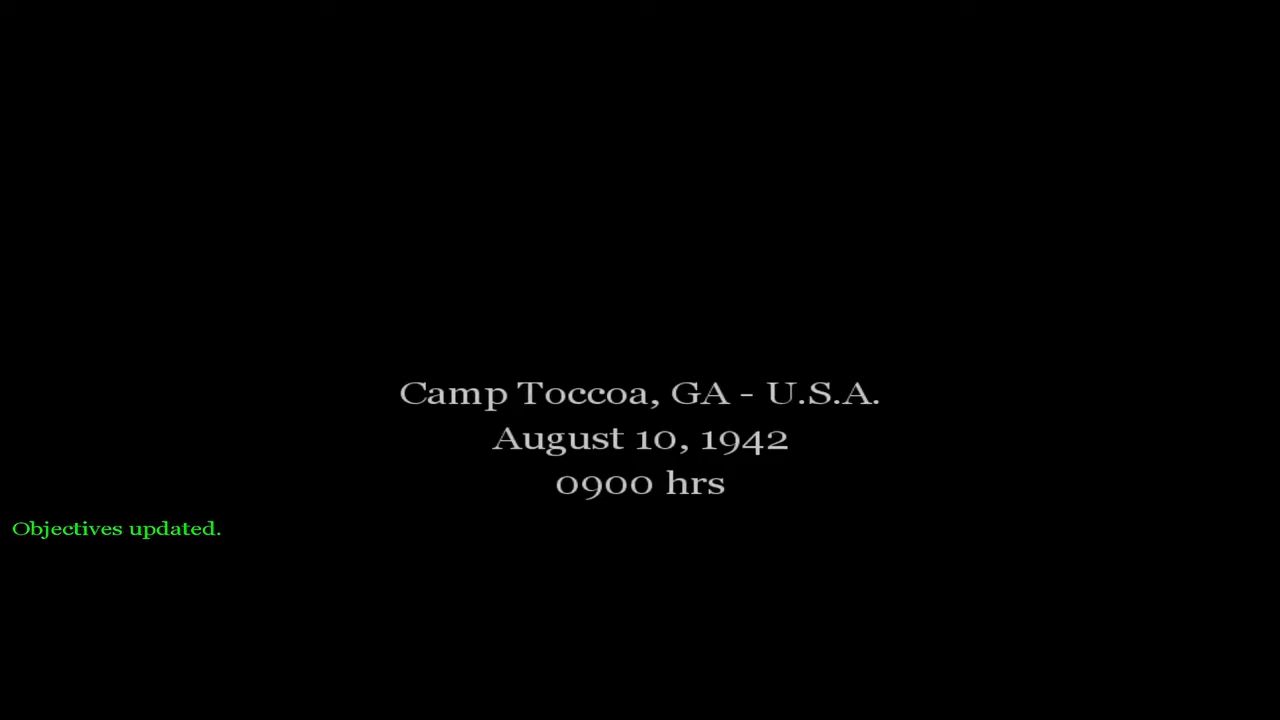 Camp Toccoa, GA - U.S.A.
August 10, 1942
0900 hrs
Objectives updated.